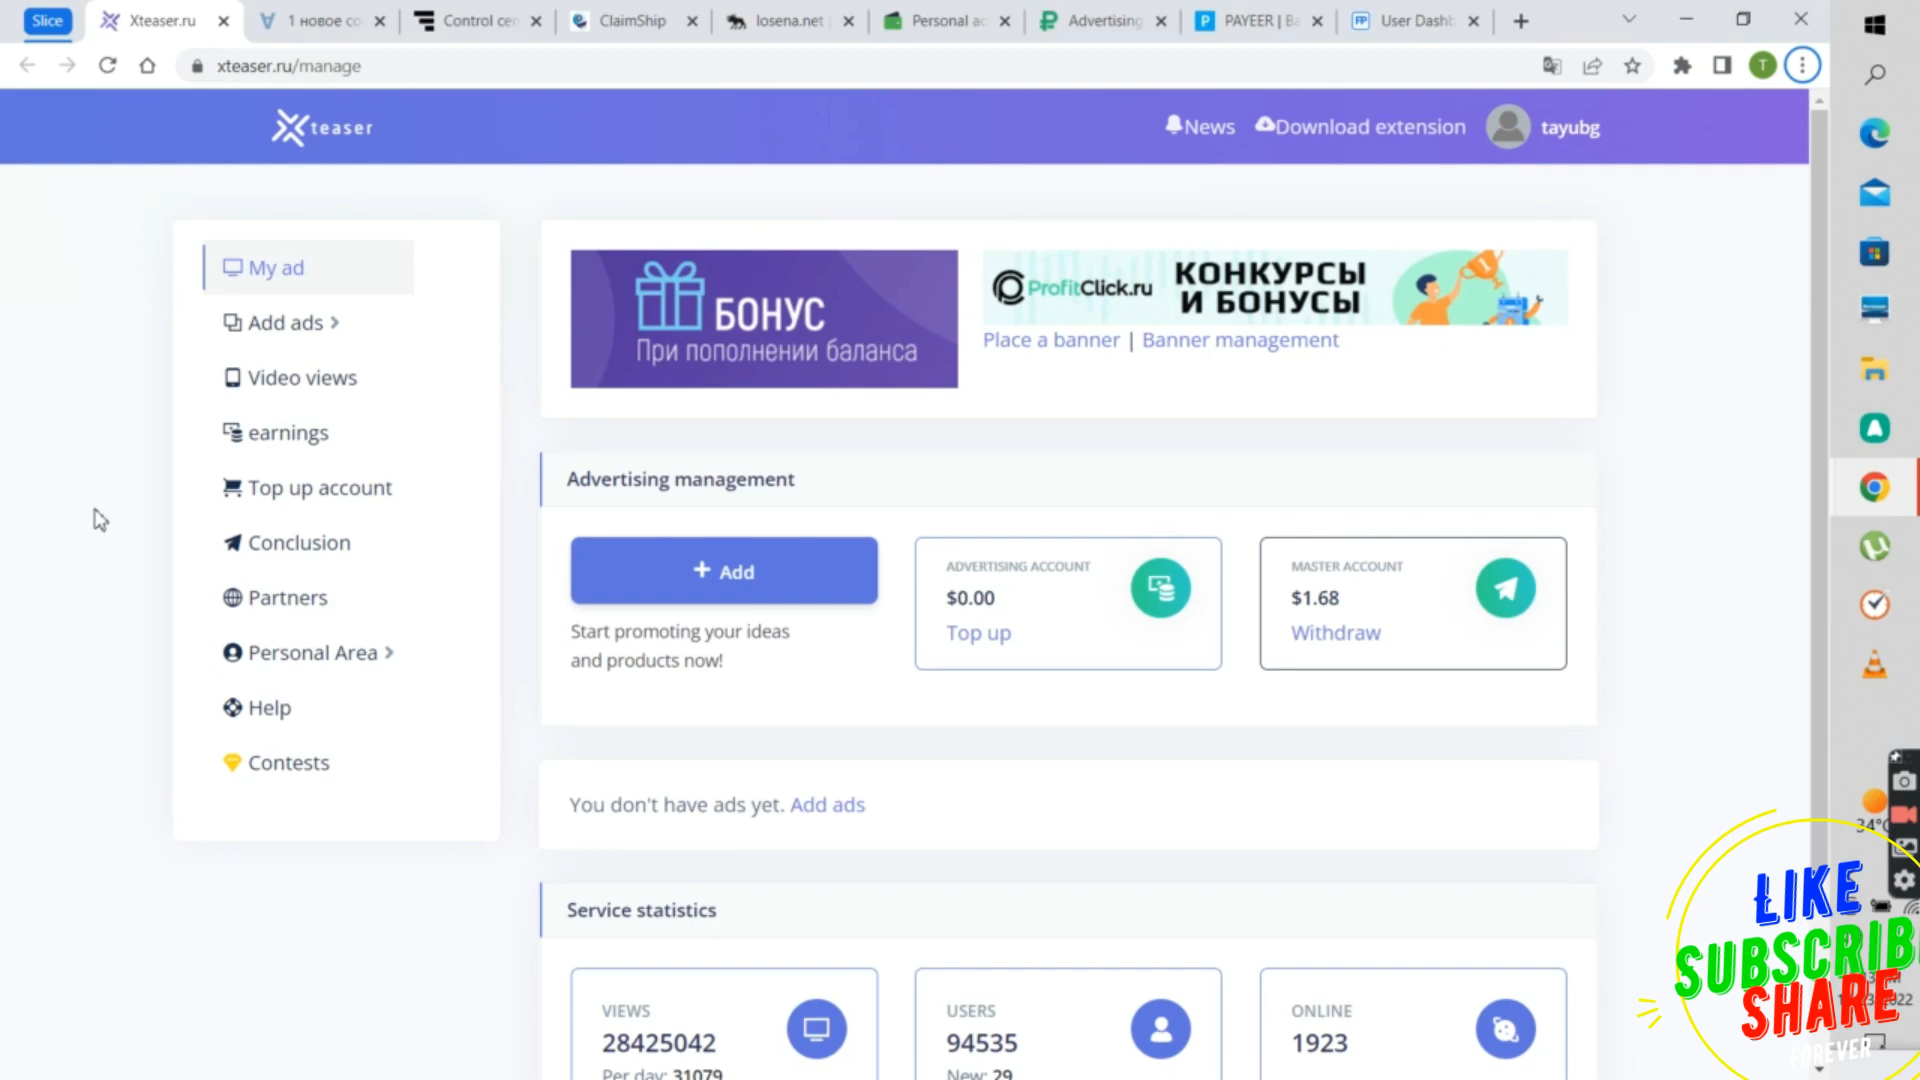 Slice
Xteaser.ru
1 новое со
Control cen
ClaimShip
losena.net
Personal ac
Advertising
PAYEER | Ba
User Dashb
xteaser.ru/manage
T
teaser
News
Download extension
tayubg
My ad
Add ads
Video views
earnings
Top up account
Conclusion
Partners
Personal Area
Help
Contests
БОНУС
При пополнении баланса
ProfitClick.ru
КОНКУРСЫ
И БОНУСЫ
Place a banner | Banner management
Advertising management
+ Add
Start promoting your ideas
and products now!
ADVERTISING ACCOUNT
$0.00
Top up
MASTER ACCOUNT
$1.68
Withdraw
You don't have ads yet. Add ads
Service statistics
VIEWS
28425042
Per day: 31079
USERS
94535
New: 29
ONLINE
1923
34°C
LIKE
SUBSCRIB
SHARE
FOREVER